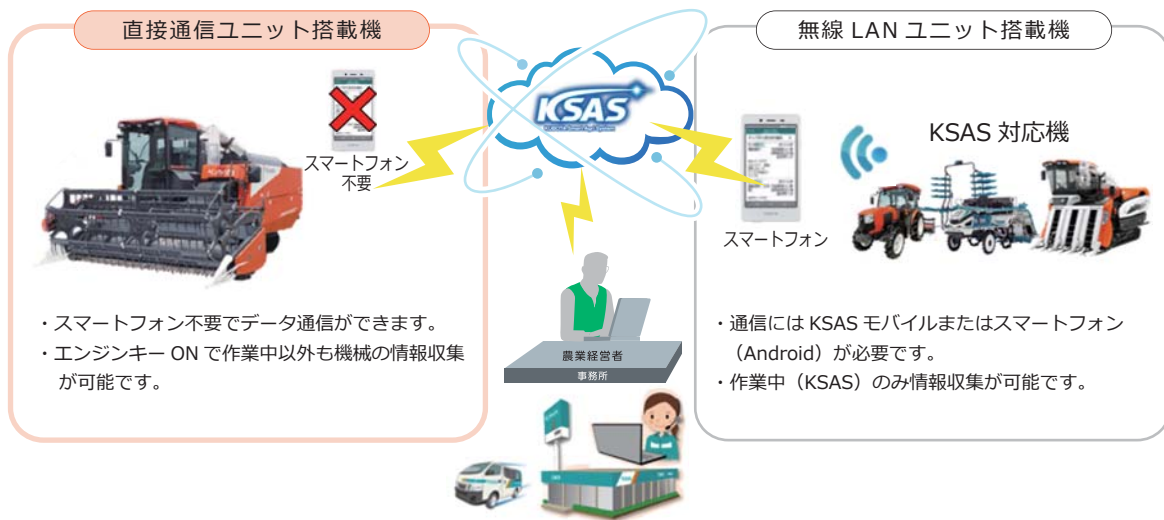 直接通信ユニット搭載機
スマートフォン
不要
・スマートフォン不要でデータ通信ができます。
・エンジンキー ON で作業中以外も機械の情報収集
が可能です。
KSAS
農業経営者
事務所
無線 LAN ユニット搭載機
KSAS 対応機
スマートフォン
・通信には KSAS モバイルまたはスマートフォン
（Android）が必要です。
・作業中（KSAS）のみ情報収集が可能です。